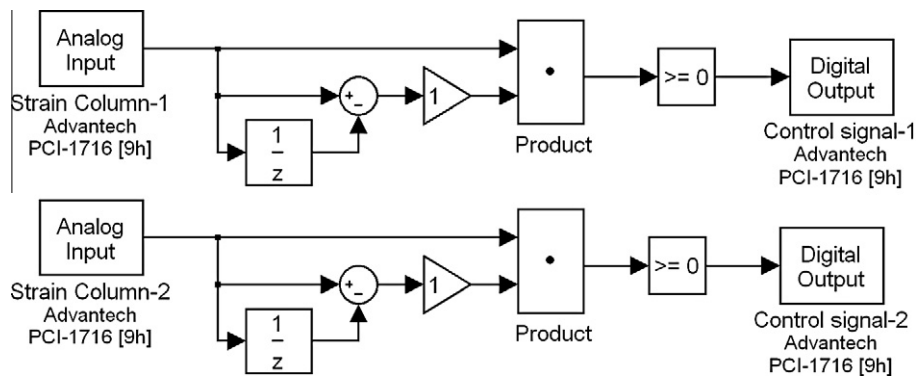 Analog
Input
Strain Column-1
Advantech
PCI-1716 [9h]
+
−
1
z
1
•
Product
>= 0
Digital
Output
Control signal-1
Advantech
PCI-1716 [9h]
Analog
Input
Strain Column-2
Advantech
PCI-1716 [9h]
+
−
1
z
1
•
Product
>= 0
Digital
Output
Control signal-2
Advantech
PCI-1716 [9h]